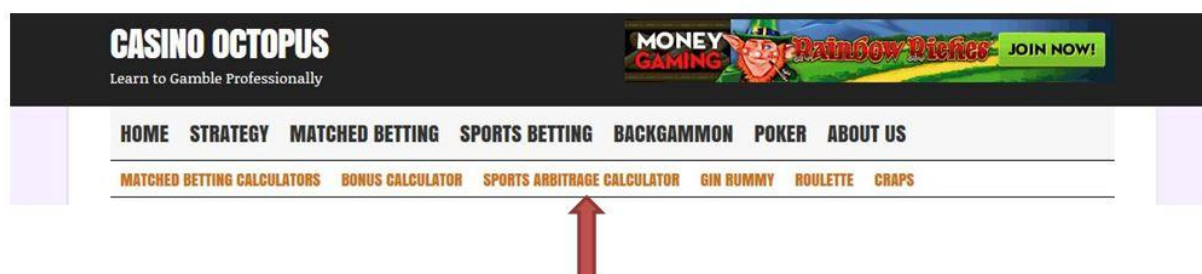 CASINO OCTOPUS
Learn to Gamble Professionally
MONEY GAMING
Rainbow Riches
JOIN NOW!
HOME STRATEGY MATCHED BETTING SPORTS BETTING BACKGAMMON POKER ABOUT US
MATCHED BETTING CALCULATORS BONUS CALCULATOR SPORTS ARBITRAGE CALCULATOR GIN RUMMY ROULETTE CRAPS